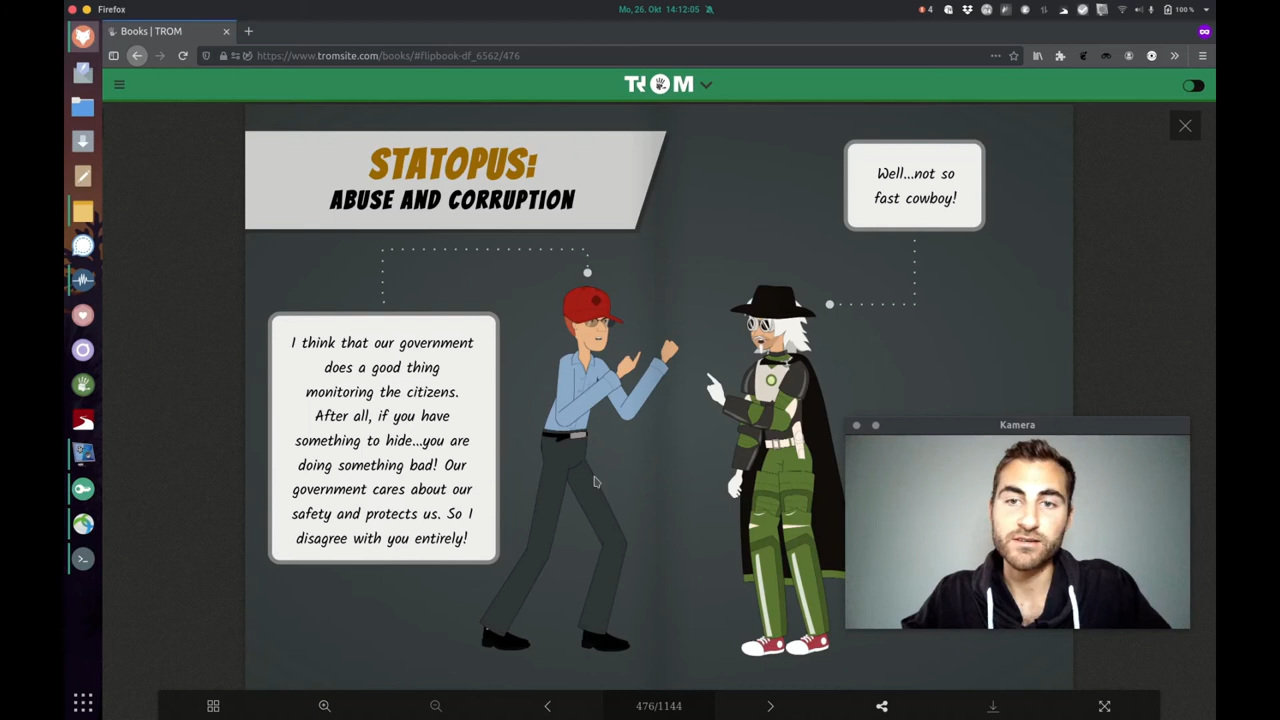 Firefox
Mo, 26. Okt 14:12:05
4
100 %
Books | TROM
https://www.tromsite.com/books/#flipbook-df_6562/476
TROM
STATOPUS:
ABUSE AND CORRUPTION
Well...not so
fast cowboy!
I think that our government
does a good thing
monitoring the citizens.
After all, if you have
something to hide...you are
doing something bad! Our
government cares about our
safety and protects us. So I
disagree with you entirely!
Kamera
476/1144